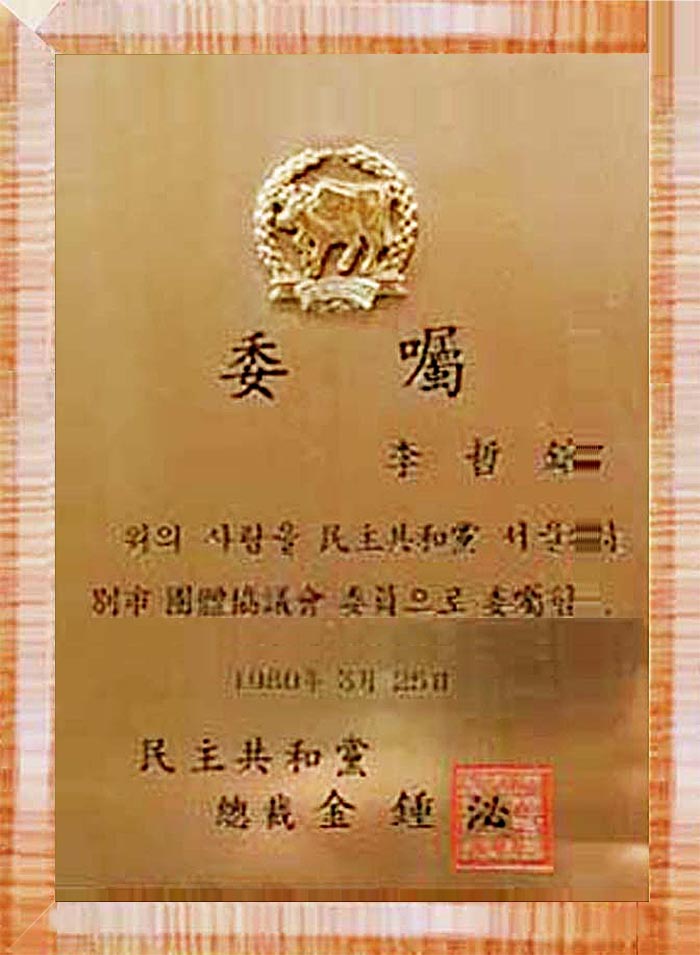 委 囑
李 哲
위의 사람을 民主共和黨 서울
別市 團體協議會 委員으로 委囑함.
1980年 3月 25日
民主共和黨
總裁 金 鍾 泌